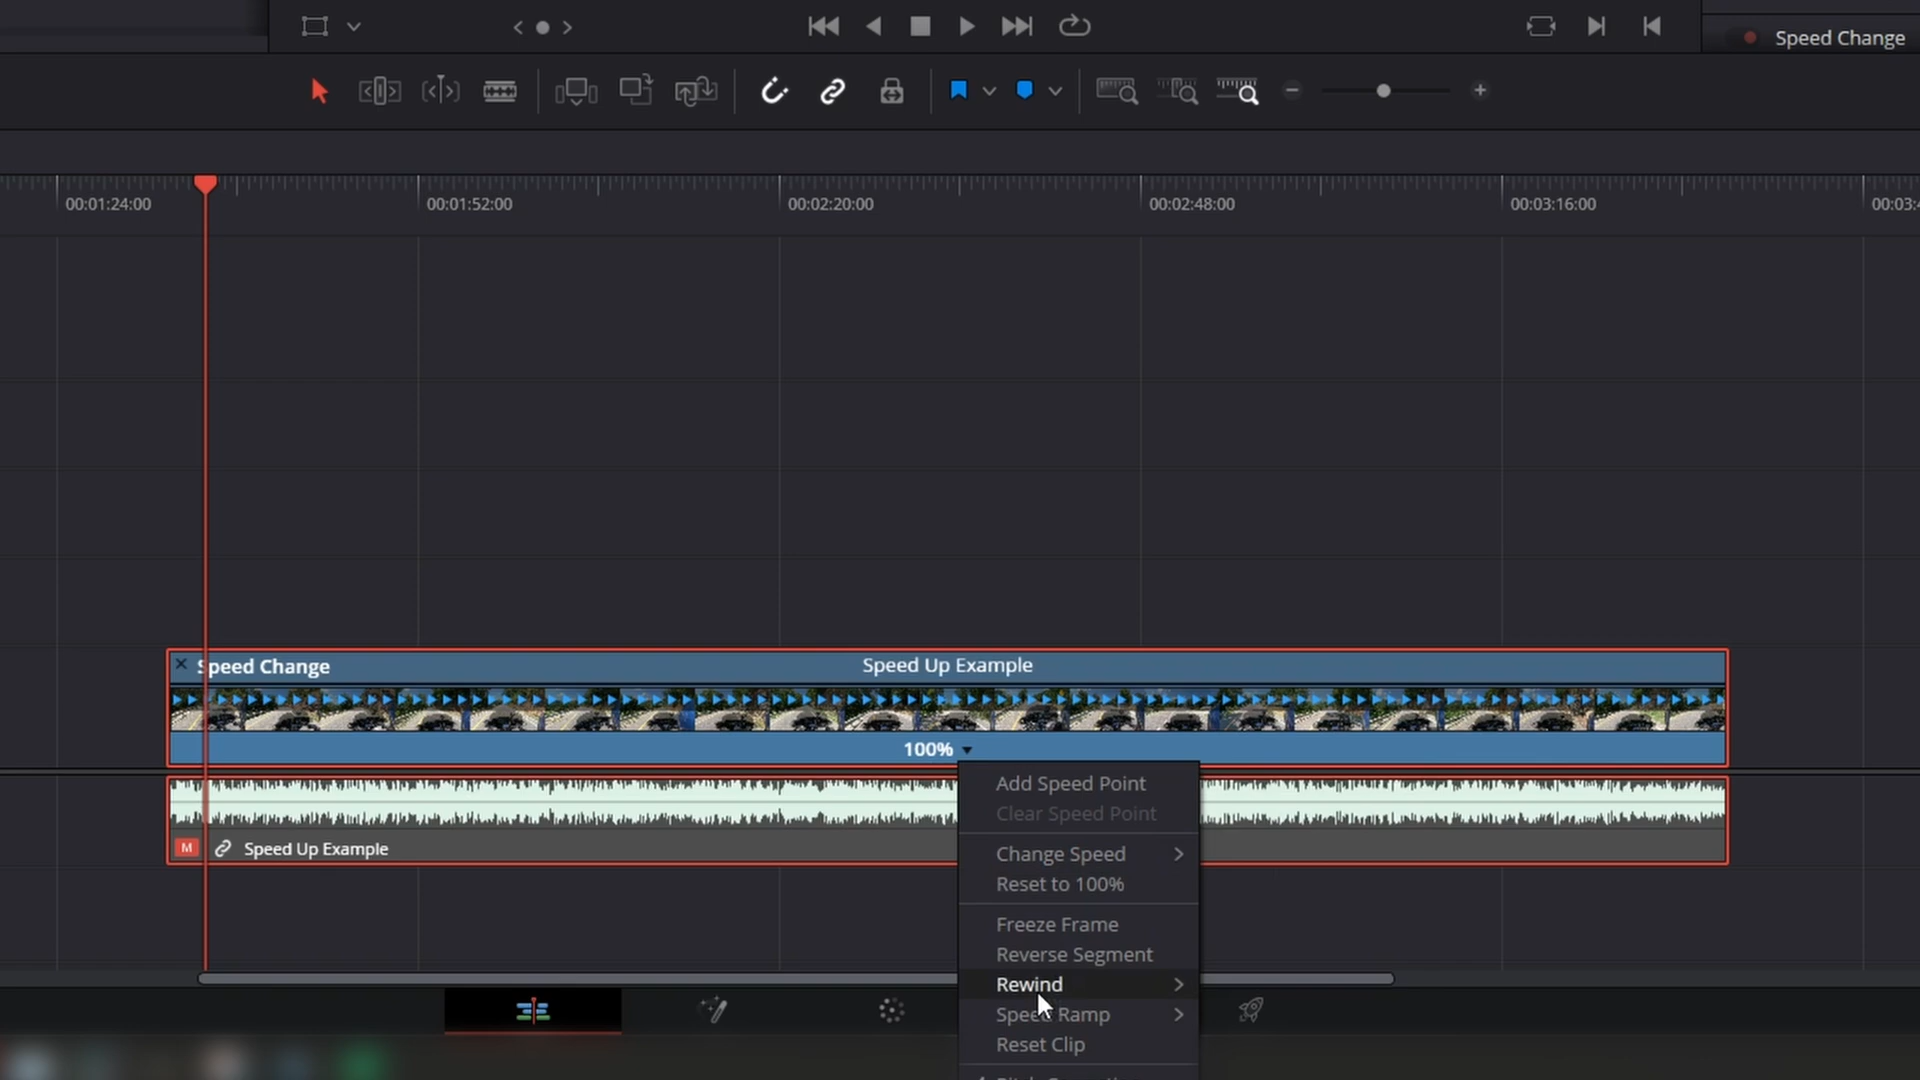 Speed Change
00:01:24:00
00:01:52:00
00:02:20:00
00:02:48:00
00:03:16:00
Speed Change
Speed Up Example
100%
Add Speed Point
Clear Speed Point
Change Speed
Reset to 100%
Freeze Frame
Reverse Segment
Rewind
Speed Ramp
Reset Clip
M
Speed Up Example